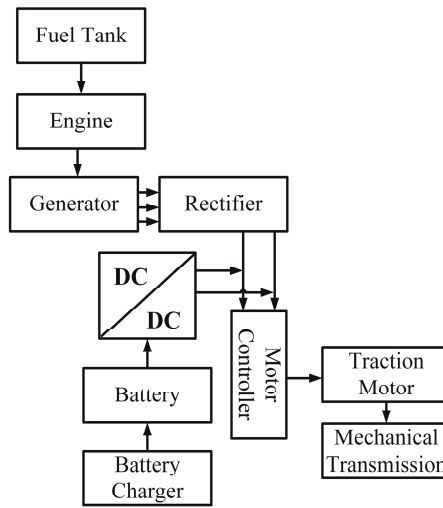 Fuel Tank
Engine
Generator
Rectifier
DC
DC
Motor
Controller
Battery
Battery
Charger
Traction
Motor
Mechanical
Transmission